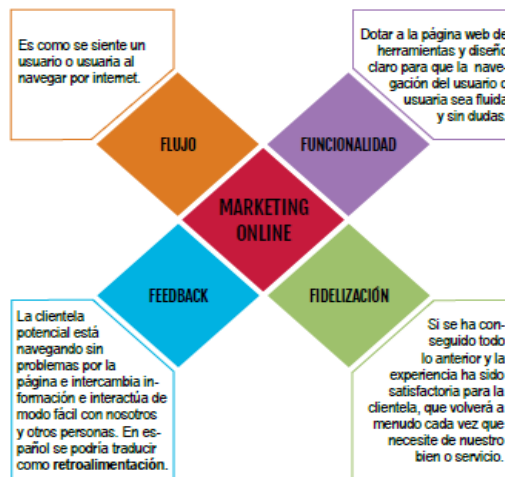 Es como se siente un
usuario o usuaria al
navegar por internet.
Dotar a la página web de
herramientas y diseño
claro para que la nave-
gación del usuario o
usuaria sea fluida
y sin dudas.
FLUJO
FUNCIONALIDAD
MARKETING
ONLINE
FEEDBACK
FIDELIZACIÓN
La clientela
potencial está
navegando sin
problemas por la
página e intercambia in-
formación e interactúa de
modo fácil con nosotros
y otros personas. En es-
pañol se podría traducir
como retroalimentación.
Si se ha con-
seguido todo
lo anterior y la
experiencia ha sido
satisfactoria para la
clientela, que volverá a
menudo cada vez que
necesite de nuestro
bien o servicio.